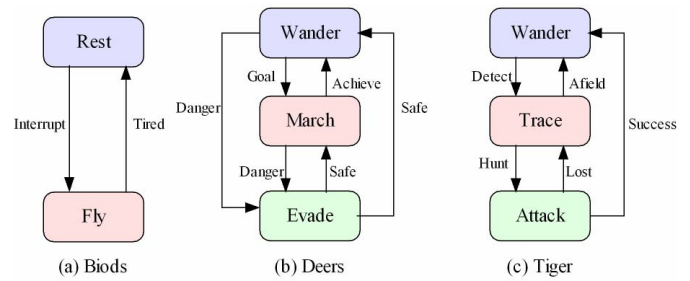 Rest
Interrupt
Tired
Fly
(a) Biods
Wander
Goal
Achieve
Danger
Safe
March
Danger
Safe
Evade
(b) Deers
Wander
Detect
Afield
Trace
Success
Hunt
Lost
Attack
(c) Tiger